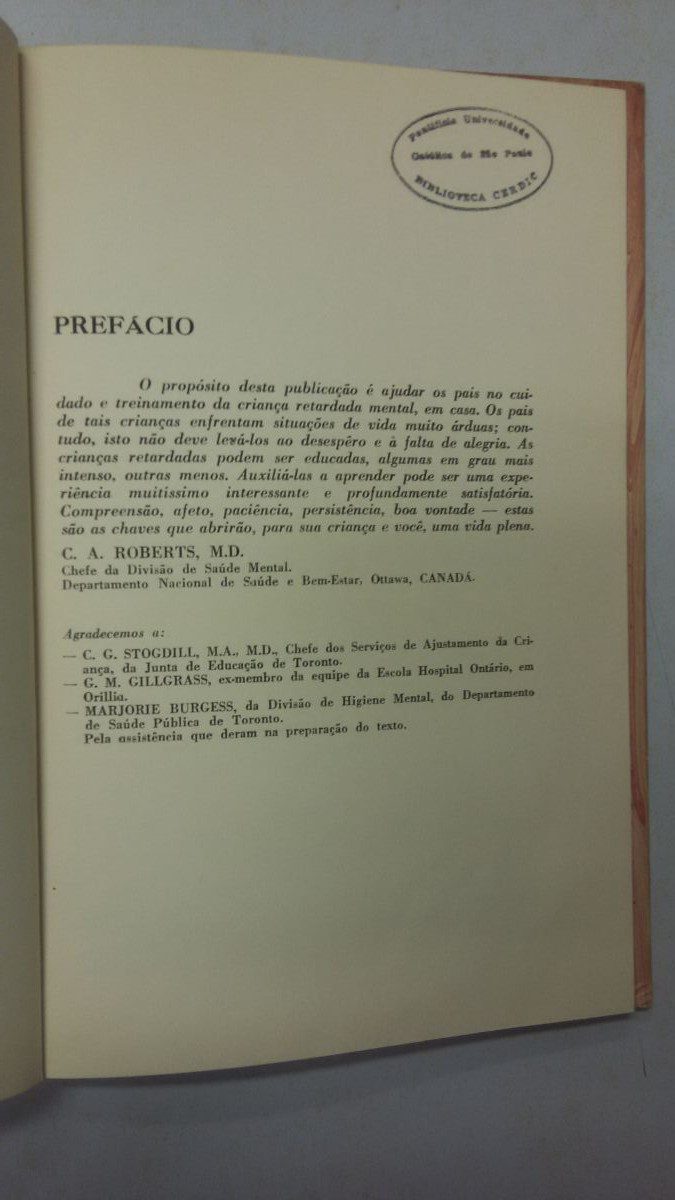 Pontifícia Universidade
Católica de São Paulo
BIBLIOTECA CERDIC
PREFÁCIO
O propósito desta publicação é ajudar os pais no cui-
dado e treinamento da criança retardada mental, em casa. Os pais
de tais crianças enfrentam situações de vida muito árduas; con-
tudo, isto não deve levá-los ao desespêro e à falta de alegria. As
crianças retardadas podem ser educadas, algumas em grau mais
intenso, outras menos. Auxiliá-las a aprender pode ser uma expe-
riência muitíssimo interessante e profundamente satisfatória.
Compreensão, afeto, paciência, persistência, boa vontade — estas
são as chaves que abrirão, para sua criança e você, uma vida plena.
C. A. ROBERTS, M.D.
Chefe da Divisão de Saúde Mental.
Departamento Nacional de Saúde e Bem-Estar, Ottawa, CANADÁ.
Agradecemos a:
— C. G. STOGDILL, M.A., M.D., Chefe dos Serviços de Ajustamento da Cri-
ança, da Junta de Educação de Toronto.
— G. M. GILLGRASS, ex-membro da equipe da Escola Hospital Ontário, em
Orillia.
— MARJORIE BURGESS, da Divisão de Higiene Mental, do Departamento
de Saúde Pública de Toronto.
Pela assistência que deram na preparação do texto.